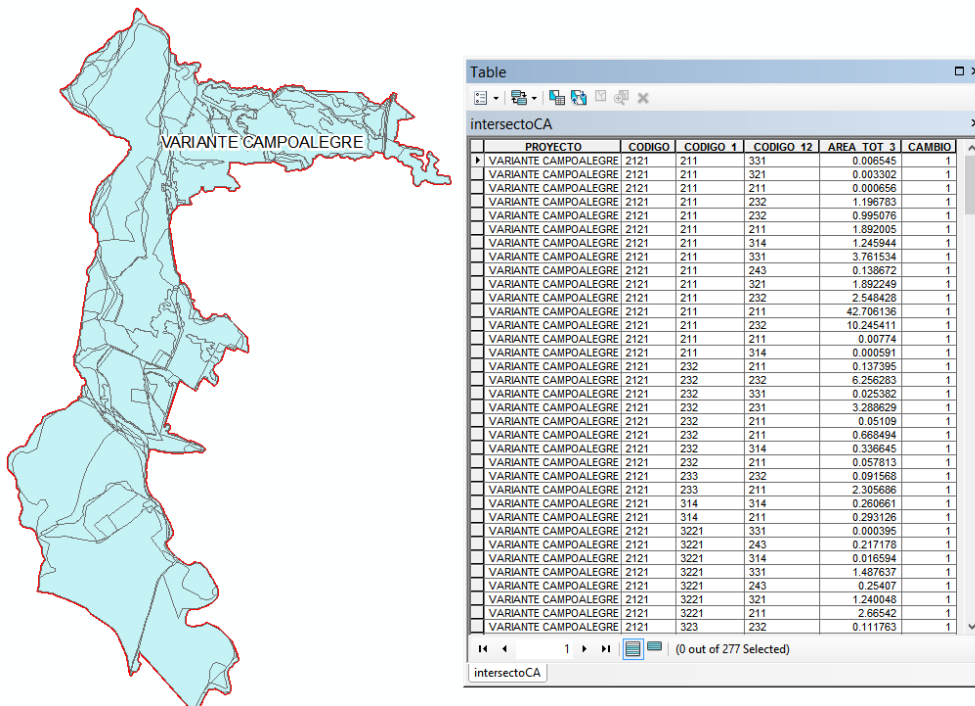 VARIANTE CAMPOALEGRE
Table
intersectoCA
PROYECTO CODIGO CODIGO_1 CODIGO_12 AREA_TOT_3 CAMBIO
VARIANTE CAMPOALEGRE 2121 211 331 0.006545 1
VARIANTE CAMPOALEGRE 2121 211 321 0.003302 1
VARIANTE CAMPOALEGRE 2121 211 211 0.000656 1
VARIANTE CAMPOALEGRE 2121 211 232 1.196783 1
VARIANTE CAMPOALEGRE 2121 211 232 0.995076 1
VARIANTE CAMPOALEGRE 2121 211 211 1.892005 1
VARIANTE CAMPOALEGRE 2121 211 314 1.245944 1
VARIANTE CAMPOALEGRE 2121 211 331 3.761534 1
VARIANTE CAMPOALEGRE 2121 211 243 0.138672 1
VARIANTE CAMPOALEGRE 2121 211 321 1.892249 1
VARIANTE CAMPOALEGRE 2121 211 232 2.548428 1
VARIANTE CAMPOALEGRE 2121 211 211 42.706136 1
VARIANTE CAMPOALEGRE 2121 211 232 10.245411 1
VARIANTE CAMPOALEGRE 2121 211 211 0.00774 1
VARIANTE CAMPOALEGRE 2121 211 314 0.000591 1
VARIANTE CAMPOALEGRE 2121 232 211 0.137395 1
VARIANTE CAMPOALEGRE 2121 232 232 6.256283 1
VARIANTE CAMPOALEGRE 2121 232 331 0.025382 1
VARIANTE CAMPOALEGRE 2121 232 231 3.288629 1
VARIANTE CAMPOALEGRE 2121 232 211 0.05109 1
VARIANTE CAMPOALEGRE 2121 232 211 0.668494 1
VARIANTE CAMPOALEGRE 2121 232 314 0.336645 1
VARIANTE CAMPOALEGRE 2121 232 211 0.057813 1
VARIANTE CAMPOALEGRE 2121 233 232 0.091568 1
VARIANTE CAMPOALEGRE 2121 233 211 2.305686 1
VARIANTE CAMPOALEGRE 2121 314 314 0.260661 1
VARIANTE CAMPOALEGRE 2121 314 211 0.293126 1
VARIANTE CAMPOALEGRE 2121 3221 331 0.000395 1
VARIANTE CAMPOALEGRE 2121 3221 243 0.217178 1
VARIANTE CAMPOALEGRE 2121 3221 314 0.016594 1
VARIANTE CAMPOALEGRE 2121 3221 331 1.487637 1
VARIANTE CAMPOALEGRE 2121 3221 243 0.25407 1
VARIANTE CAMPOALEGRE 2121 3221 321 1.240048 1
VARIANTE CAMPOALEGRE 2121 3221 211 2.66542 1
VARIANTE CAMPOALEGRE 2121 323 232 0.111763 1
1 (0 out of 277 Selected)
intersectoCA